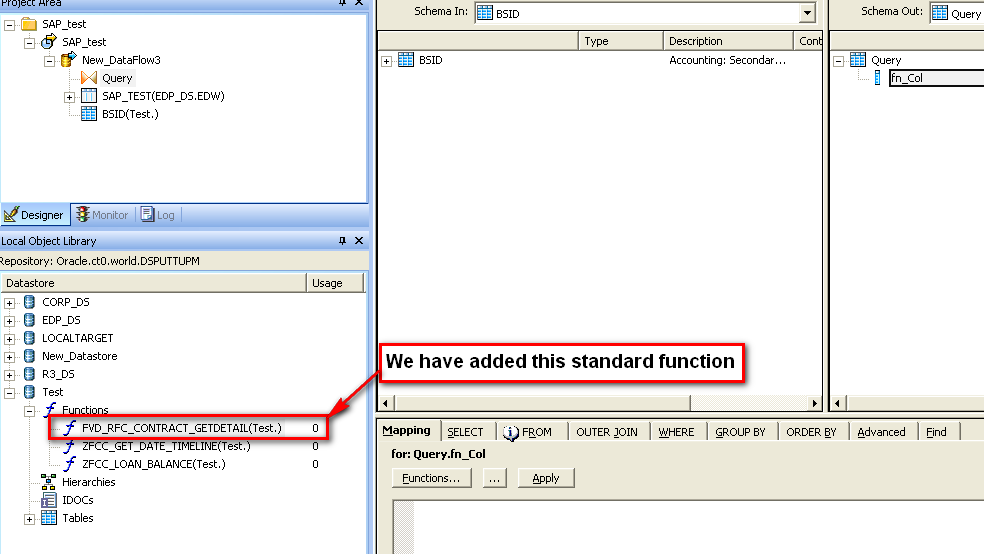 Project Area
SAP_test
SAP_test
New_DataFlow3
Query
SAP_TEST(EDP_DS.EDW)
BSID(Test.)
Designer
Monitor
Log
Local Object Library
Repository: Oracle.ct0.world.DSPUTTUPM
Datastore Usage
CORP_DS
EDP_DS
LOCALTARGET
New_Datastore
R3_DS
Test
Functions
FVD_RFC_CONTRACT_GETDETAIL(Test.) 0
ZFCC_GET_DATE_TIMELINE(Test.) 0
ZFCC_LOAN_BALANCE(Test.) 0
Hierarchies
IDOCs
Tables
Schema In: BSID
Type Description Cont
BSID Accounting: Secondar...
Schema Out: Query
Query
fn_Col
We have added this standard function
Mapping SELECT FROM OUTER JOIN WHERE GROUP BY ORDER BY Advanced Find
for: Query.fn_Col
Functions... ... Apply